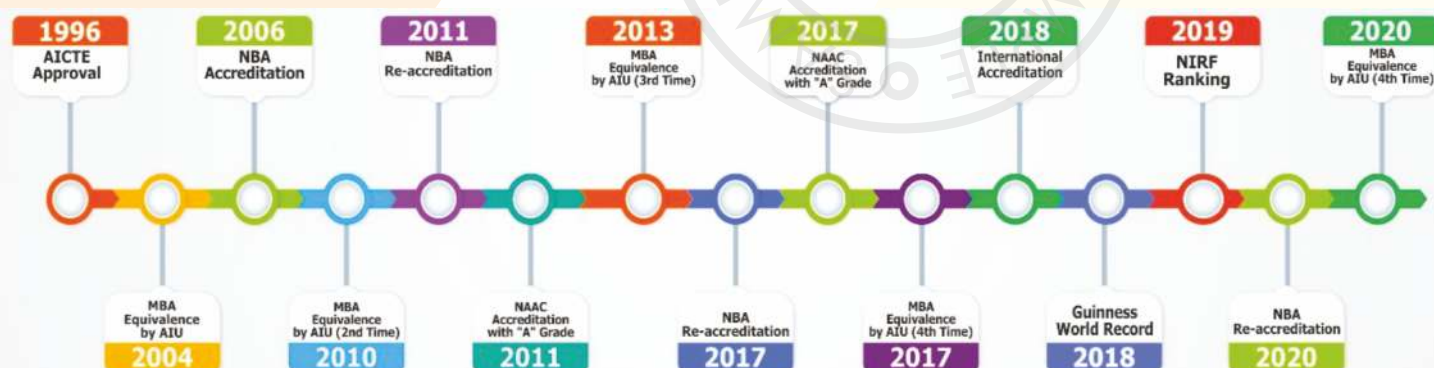 1996
AICTE
Approval
MBA
Equivalence
by AIU
2004
2006
NBA
Accreditation
MBA
Equivalence
by AIU (2nd Time)
2010
2011
NBA
Re-accreditation
NAAC
Accreditation
with "A" Grade
2011
2013
MBA
Equivalence
by AIU (3rd Time)
NBA
Re-accreditation
2017
2017
NAAC
Accreditation
with "A" Grade
MBA
Equivalence
by AIU (4th Time)
2017
2018
International
Accreditation
Guinness
World Record
2018
2019
NIRF
Ranking
NBA
Re-accreditation
2020
2020
MBA
Equivalence
by AIU (4th Time)